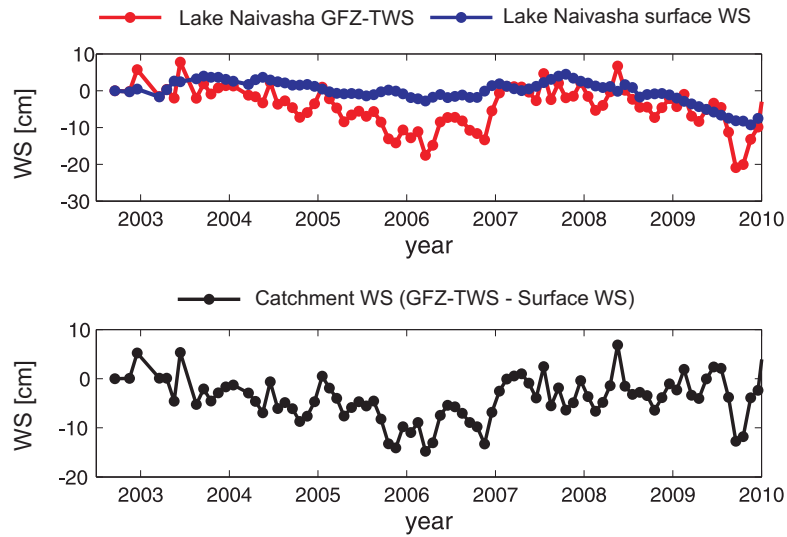 Lake Naivasha GFZ-TWS Lake Naivasha surface WS
10
0
-10
-20
-30
WS [cm]
2003 2004 2005 2006 2007 2008 2009 2010
year
Catchment WS (GFZ-TWS - Surface WS)
10
0
-10
-20
WS [cm]
2003 2004 2005 2006 2007 2008 2009 2010
year